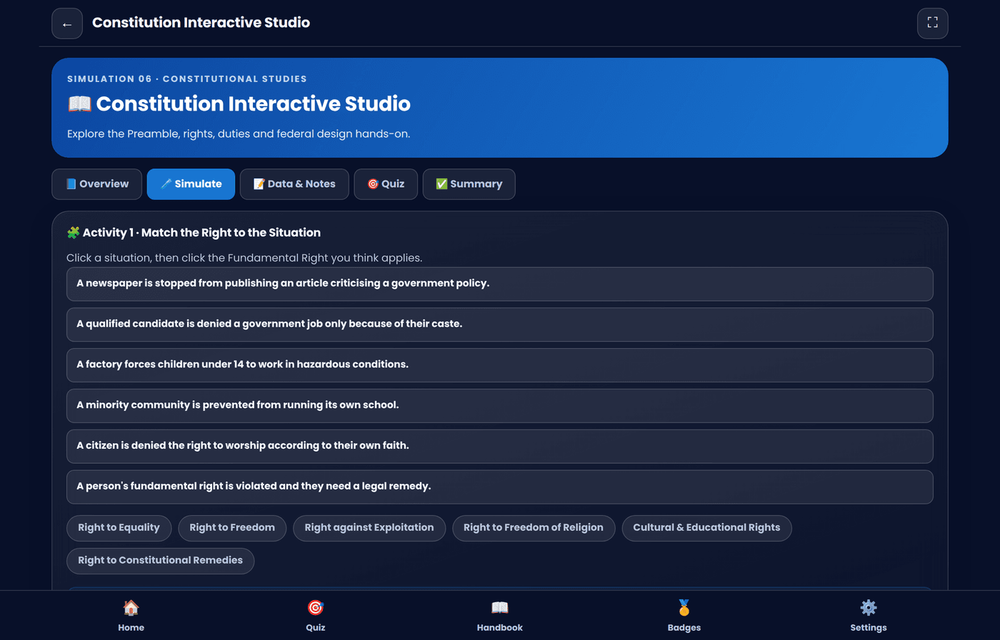 ← Constitution Interactive Studio
SIMULATION 06 · CONSTITUTIONAL STUDIES
📖 Constitution Interactive Studio
Explore the Preamble, rights, duties and federal design hands-on.
📘 Overview 🧪 Simulate 📝 Data & Notes 🎯 Quiz ✅ Summary
🧩 Activity 1 · Match the Right to the Situation
Click a situation, then click the Fundamental Right you think applies.
A newspaper is stopped from publishing an article criticising a government policy.
A qualified candidate is denied a government job only because of their caste.
A factory forces children under 14 to work in hazardous conditions.
A minority community is prevented from running its own school.
A citizen is denied the right to worship according to their own faith.
A person's fundamental right is violated and they need a legal remedy.
Right to Equality Right to Freedom Right against Exploitation Right to Freedom of Religion Cultural & Educational Rights
Right to Constitutional Remedies
Home Quiz Handbook Badges Settings